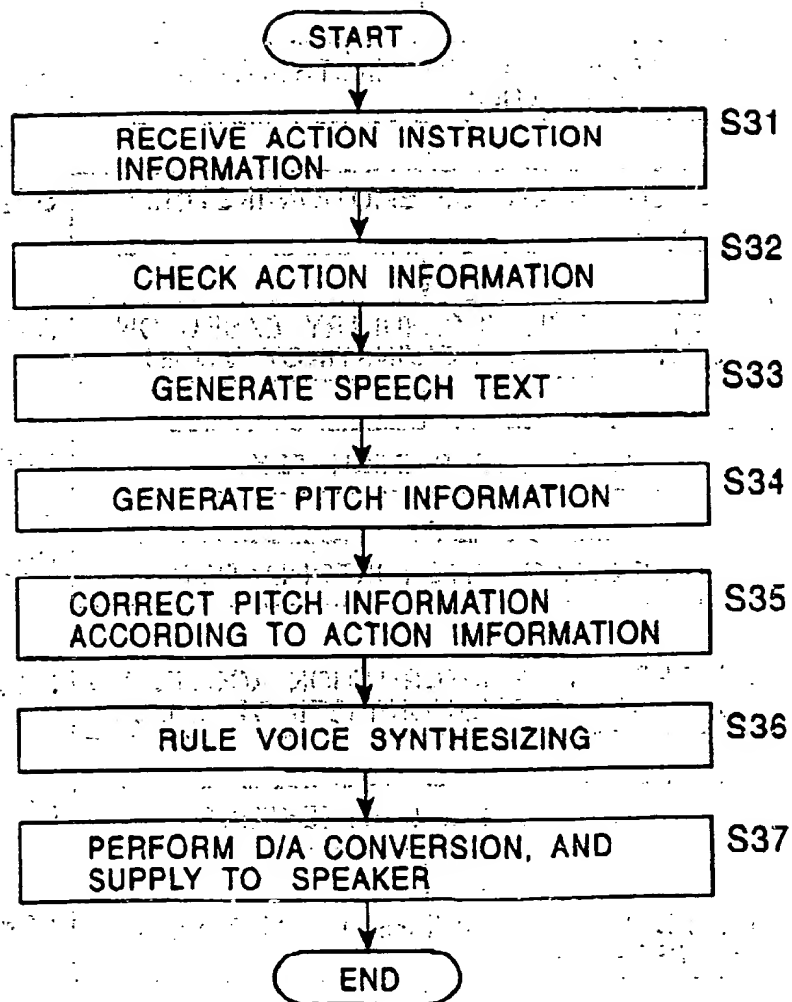 START
RECEIVE ACTION INSTRUCTION
INFORMATION
S31
CHECK ACTION INFORMATION
S32
GENERATE SPEECH TEXT
S33
GENERATE PITCH INFORMATION
S34
CORRECT PITCH INFORMATION
ACCORDING TO ACTION IMFORMATION
S35
RULE VOICE SYNTHESIZING
S36
PERFORM D/A CONVERSION, AND
SUPPLY TO SPEAKER
S37
END